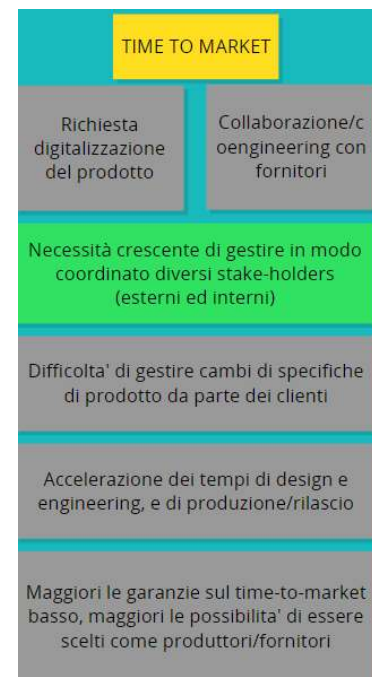 TIME TO MARKET
Richiesta
digitalizzazione
del prodotto
Collaborazione/c
oengineering con
fornitori
Necessità crescente di gestire in modo
coordinato diversi stake-holders
(esterni ed interni)
Difficolta' di gestire cambi di specifiche
di prodotto da parte dei clienti
Accelerazione dei tempi di design e
engineering, e di produzione/rilascio
Maggiori le garanzie sul time-to-market
basso, maggiori le possibilita' di essere
scelti come produttori/fornitori